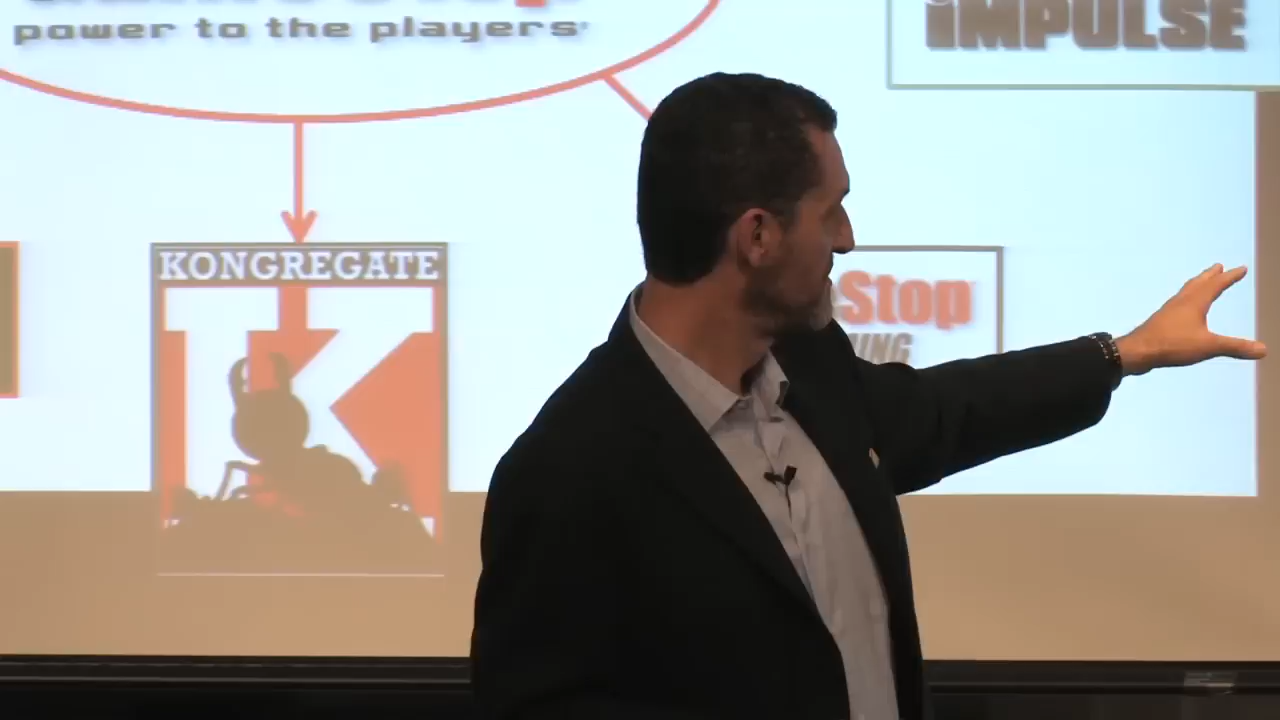 power to the players
iMPULSE
KONGREGATE
K
Stop